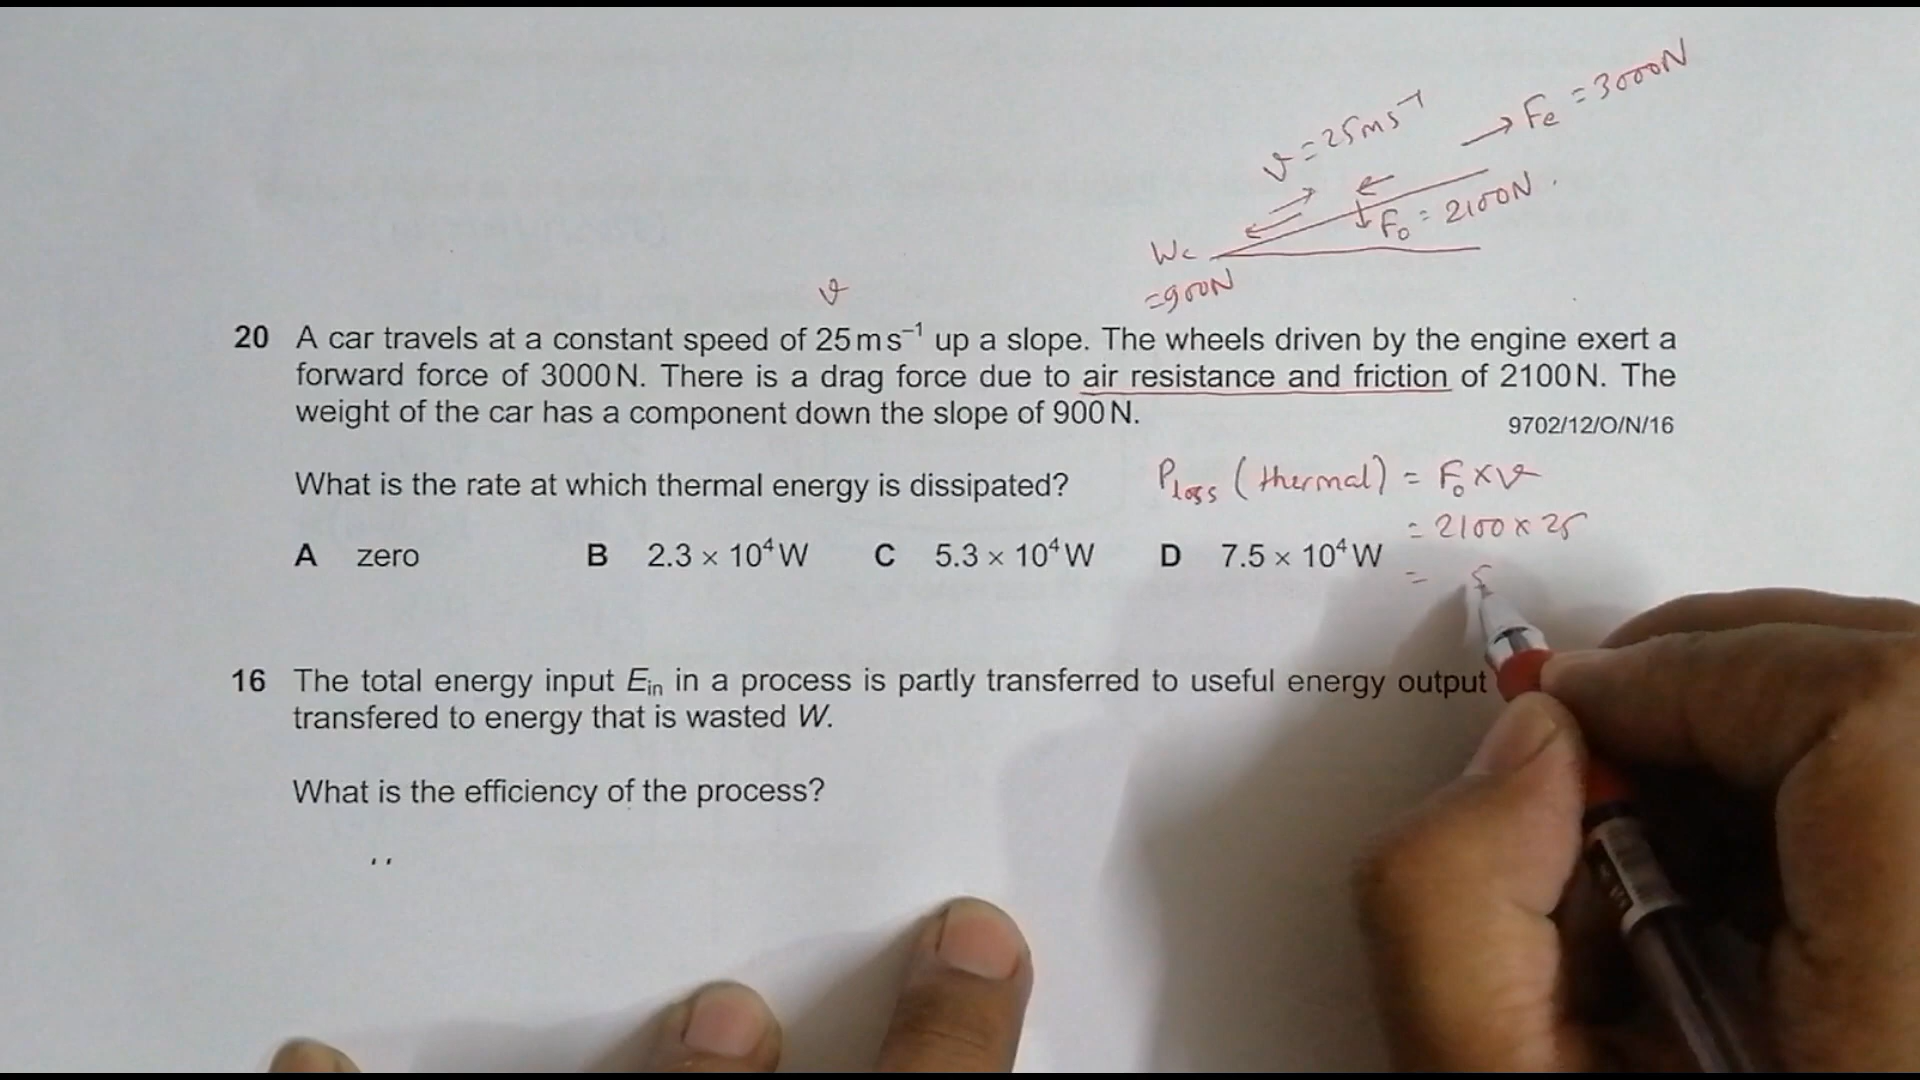 v = 25ms⁻¹
→ Fe = 3000N
F₀ = 2100N
Wc
=900N
v
20 A car travels at a constant speed of 25 m s⁻¹ up a slope. The wheels driven by the engine exert a
forward force of 3000 N. There is a drag force due to air resistance and friction of 2100 N. The
weight of the car has a component down the slope of 900 N.
9702/12/O/N/16
What is the rate at which thermal energy is dissipated?
P loss (thermal) = F₀ × v
= 2100 × 25
A zero B 2.3 × 10⁴ W C 5.3 × 10⁴ W D 7.5 × 10⁴ W
= 5
16 The total energy input Ein in a process is partly transferred to useful energy output
transfered to energy that is wasted W.
What is the efficiency of the process?